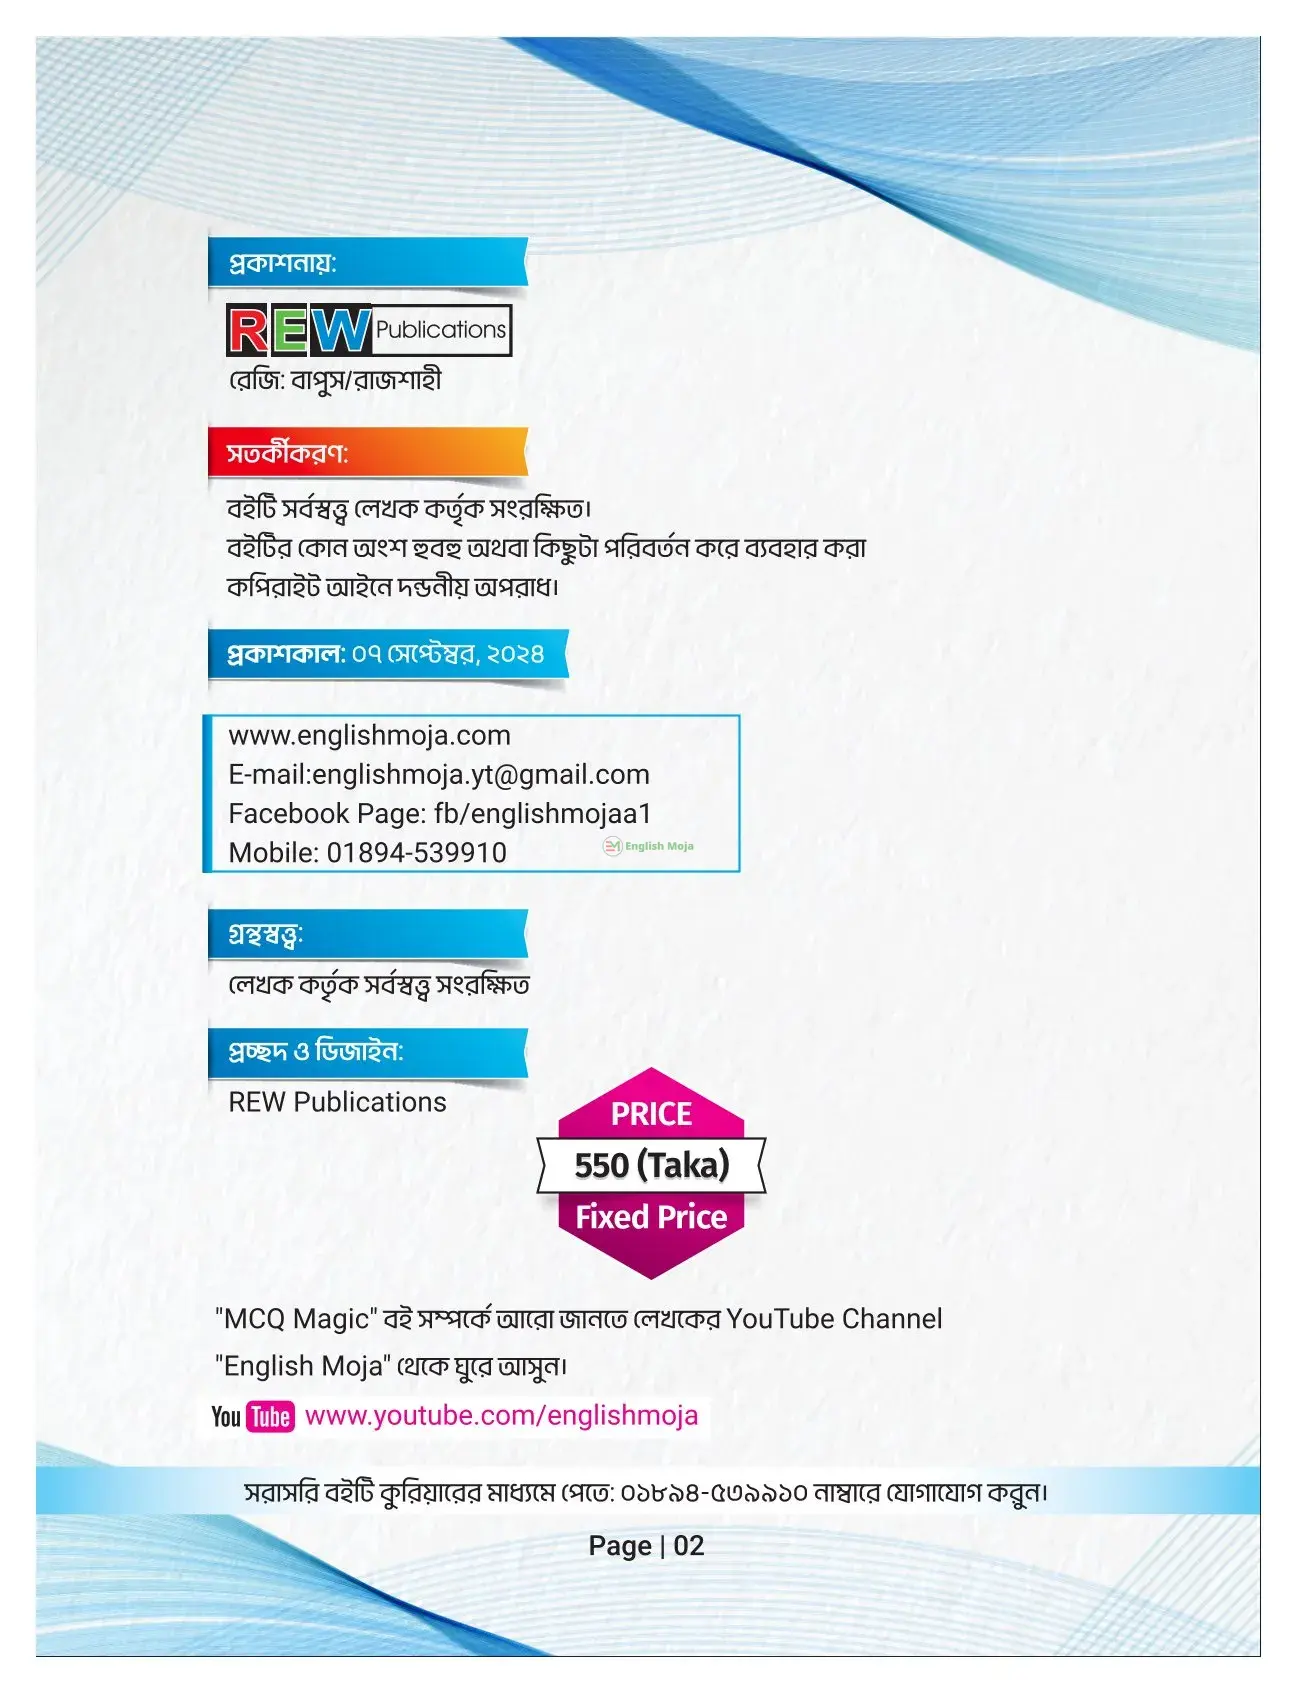 প্রকাশনায়:
REW Publications
রেজি: বাপুস/রাজশাহী
সতর্কীকরণ:
বইটি সর্বস্বত্ত্ব লেখক কর্তৃক সংরক্ষিত।
বইটির কোন অংশ হুবহু অথবা কিছুটা পরিবর্তন করে ব্যবহার করা
কপিরাইট আইনে দন্ডনীয় অপরাধ।
প্রকাশকাল: ০৭ সেপ্টেম্বর, ২০২৪
www.englishmoja.com
E-mail:englishmoja.yt@gmail.com
Facebook Page: fb/englishmojaa1
Mobile: 01894-539910
EM English Moja
গ্রন্থস্বত্ত্ব:
লেখক কর্তৃক সর্বস্বত্ত্ব সংরক্ষিত
প্রচ্ছদ ও ডিজাইন:
REW Publications
PRICE
550 (Taka)
Fixed Price
"MCQ Magic" বই সম্পর্কে আরো জানতে লেখকের YouTube Channel
"English Moja" থেকে ঘুরে আসুন।
You Tube www.youtube.com/englishmoja
সরাসরি বইটি কুরিয়ারের মাধ্যমে পেতে: ০১৮৯৪-৫৩৯৯১০ নাম্বারে যোগাযোগ করুন।
Page | 02